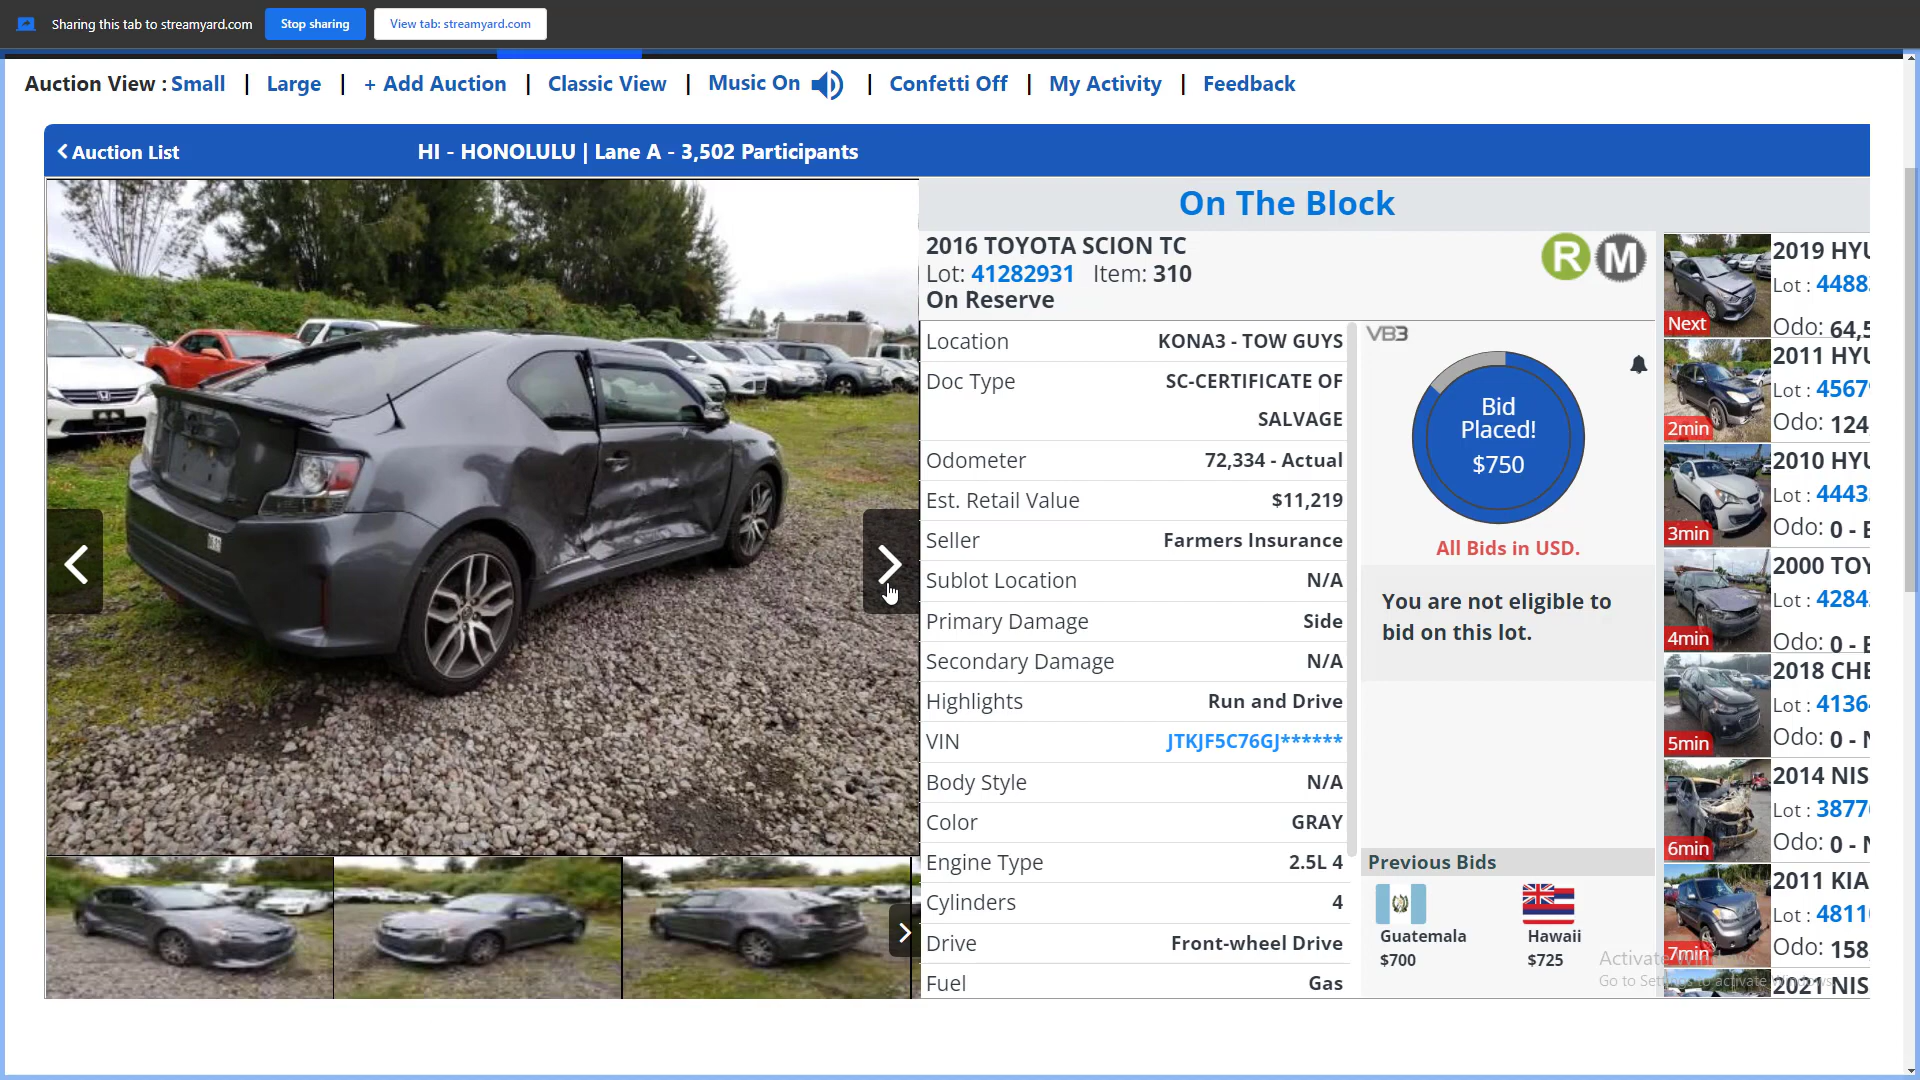 Sharing this tab to streamyard.com
Stop sharing
View tab: streamyard.com
Auction View : Small | Large | + Add Auction | Classic View | Music On | Confetti Off | My Activity | Feedback
Auction List
HI - HONOLULU | Lane A - 3,502 Participants
On The Block
2016 TOYOTA SCION TC
Lot: 41282931 Item: 310
On Reserve
R M
Location KONA3 - TOW GUYS
Doc Type SC-CERTIFICATE OF
SALVAGE
Odometer 72,334 - Actual
Est. Retail Value $11,219
Seller Farmers Insurance
Sublot Location N/A
Primary Damage Side
Secondary Damage N/A
Highlights Run and Drive
VIN JTKJF5C76GJ******
Body Style N/A
Color GRAY
Engine Type 2.5L 4
Cylinders 4
Drive Front-wheel Drive
Fuel Gas
VB3
Bid
Placed!
$750
All Bids in USD.
You are not eligible to
bid on this lot.
Previous Bids
Guatemala
$700
Hawaii
$725
Activate
Go to Settings to activate Windows.
Next
2019 HYU
Lot : 4488
Odo: 64,5
2min
2011 HYU
Lot : 4567
Odo: 124
3min
2010 HYU
Lot : 4443
Odo: 0 - E
4min
2000 TOY
Lot : 4284
Odo: 0 - E
5min
2018 CHE
Lot : 4136
Odo: 0 - N
6min
2014 NIS
Lot : 3877
Odo: 0 - N
7min
2011 KIA
Lot : 4811
Odo: 158
2021 NIS